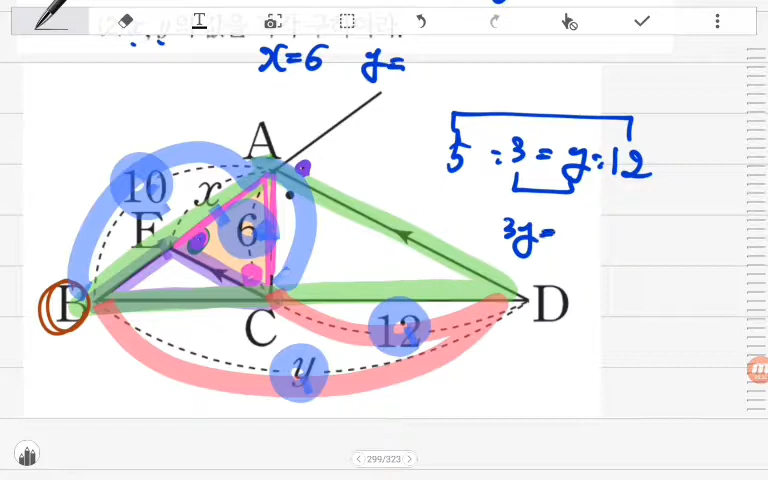 T
x=6 y=
A
10
x
5 : 3 = y : 12
E
6
3y=
B
C
12
D
y
299/323